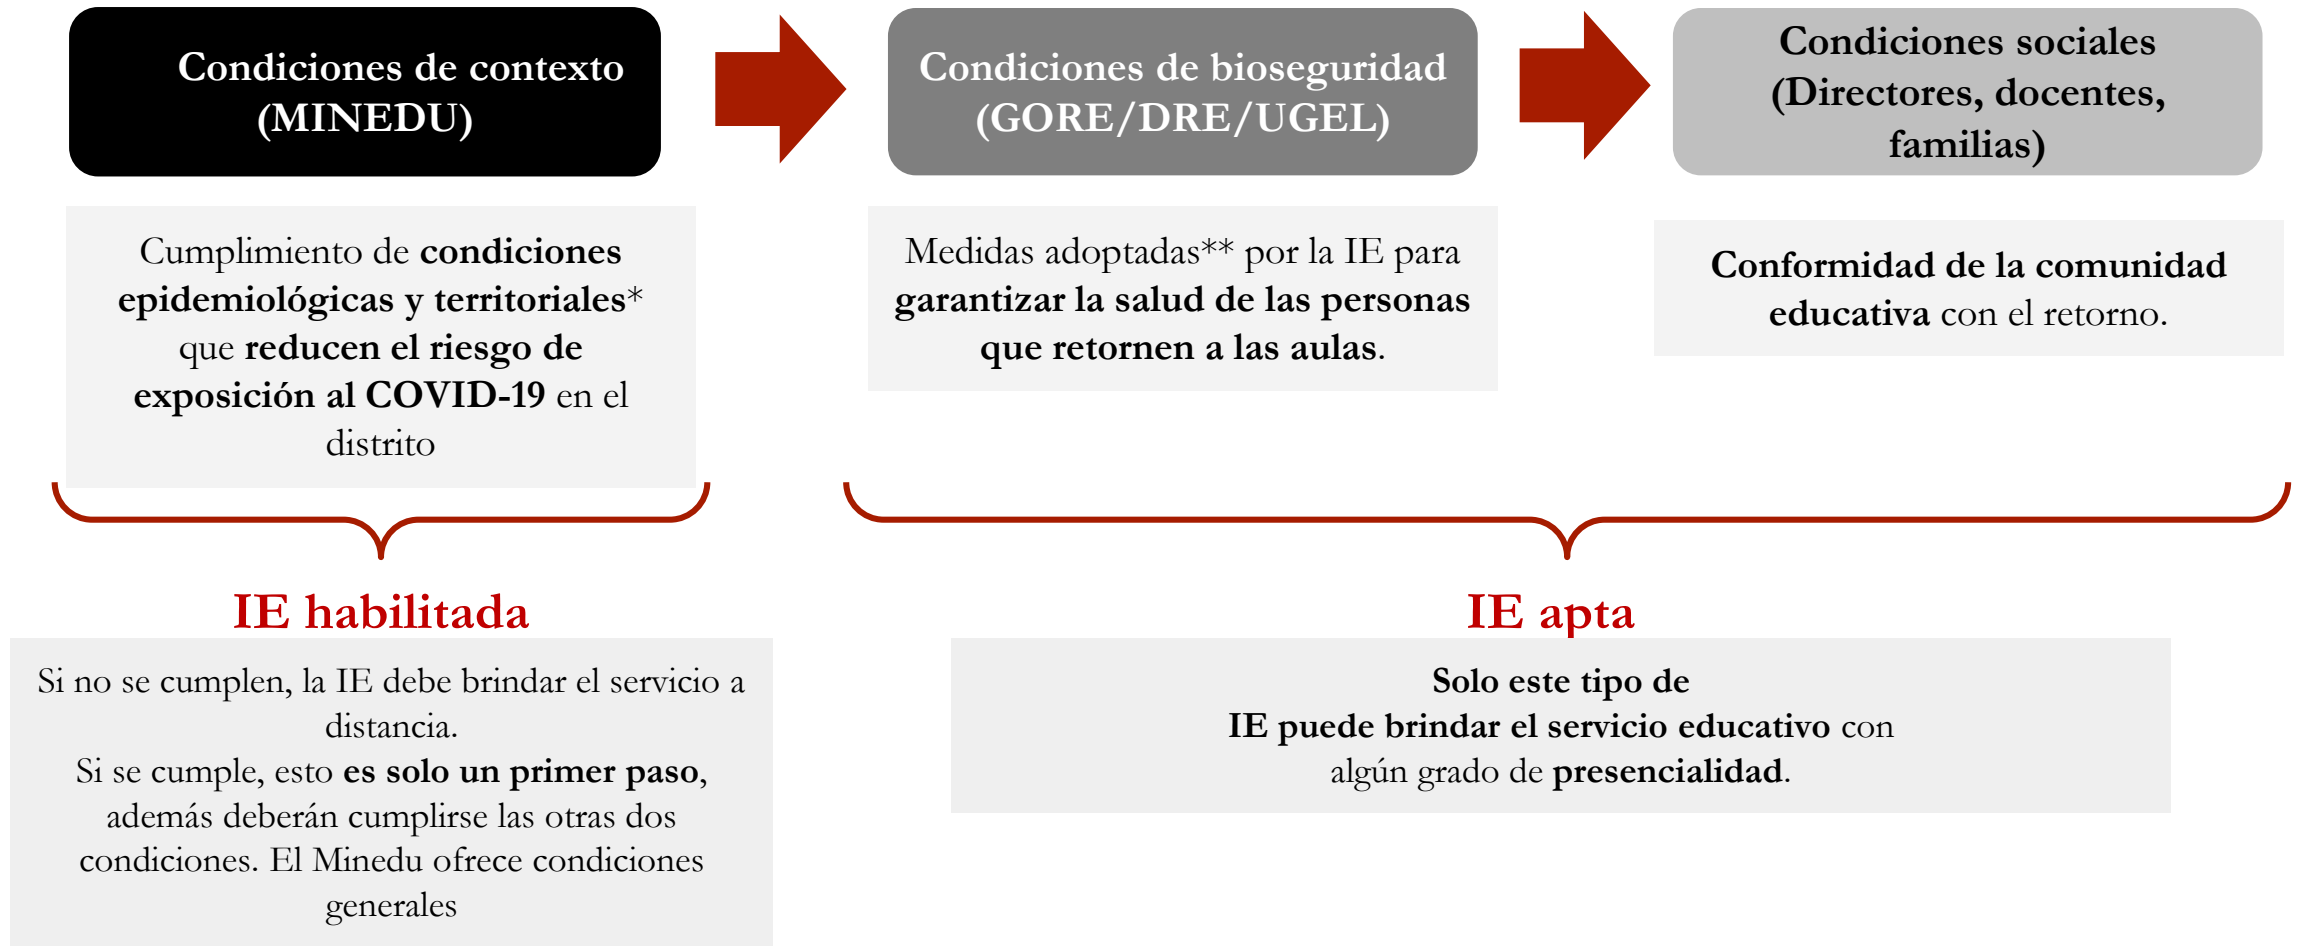 Condiciones de contexto
(MINEDU)
Condiciones de bioseguridad
(GORE/DRE/UGEL)
Condiciones sociales
(Directores, docentes,
familias)
Cumplimiento de condiciones
epidemiológicas y territoriales*
que reducen el riesgo de
exposición al COVID-19 en el
distrito
Medidas adoptadas** por la IE para
garantizar la salud de las personas
que retornen a las aulas.
Conformidad de la comunidad
educativa con el retorno.
IE habilitada
Si no se cumplen, la IE debe brindar el servicio a
distancia.
Si se cumple, esto es solo un primer paso,
además deberán cumplirse las otras dos
condiciones. El Minedu ofrece condiciones
generales
IE apta
Solo este tipo de
IE puede brindar el servicio educativo con
algún grado de presencialidad.